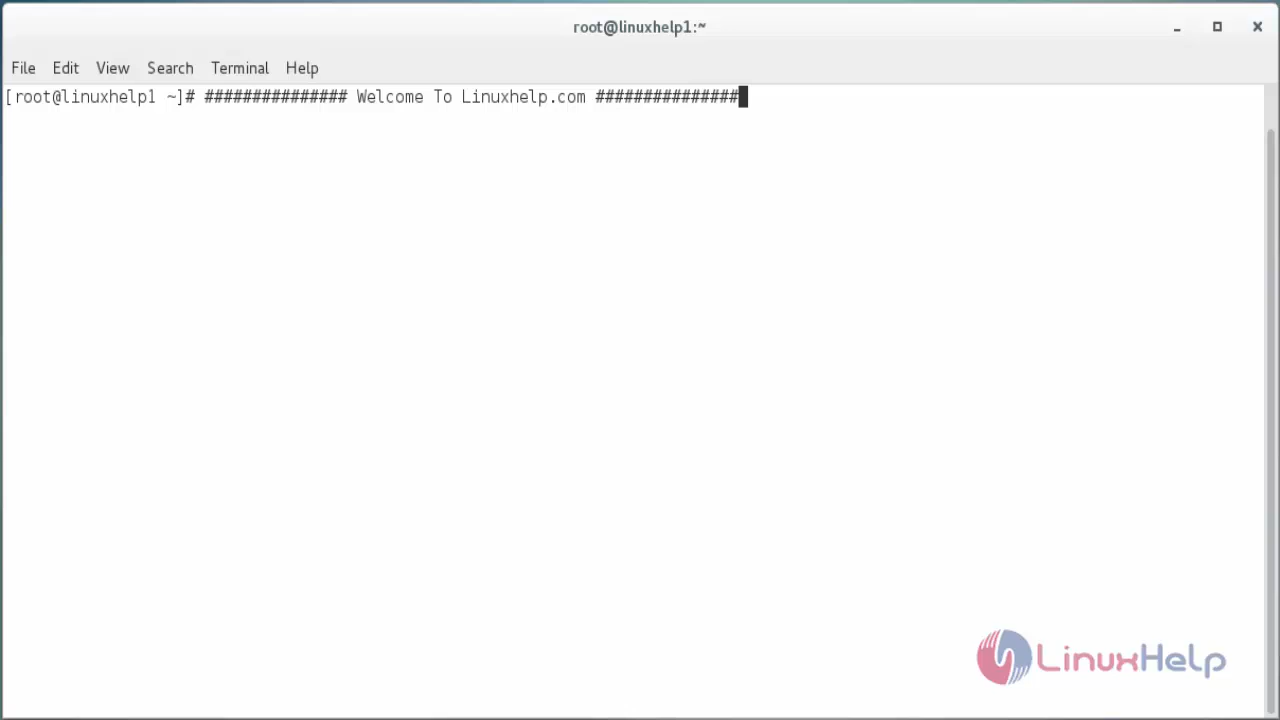 root@linuxhelp1:~
File Edit View Search Terminal Help
[root@linuxhelp1 ~]# ############### Welcome To Linuxhelp.com ###############
LinuxHelp